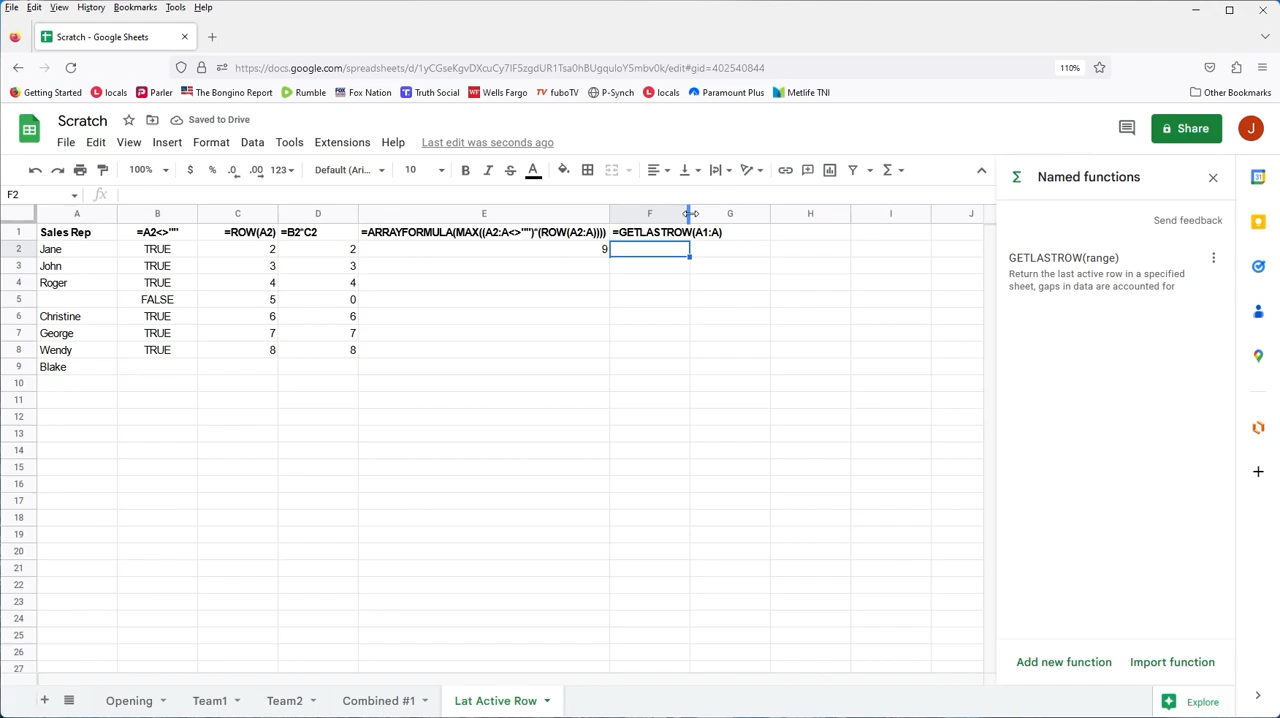 File Edit View History Bookmarks Tools Help
Scratch - Google Sheets
https://docs.google.com/spreadsheets/d/1yCGseKgvDXcuCy7IF5zgdUR1Tsa0hBUgquloY5mbv0k/edit#gid=402540844
110%
Getting Started locals Parler The Bongino Report Rumble Fox Nation Truth Social Wells Fargo fuboTV P-Synch locals Paramount Plus Metlife TNI Other Bookmarks
Scratch Saved to Drive
File Edit View Insert Format Data Tools Extensions Help Last edit was seconds ago
Share J
100% $ % .0 .00 123 Default (Ari... 10 B I S A Σ
F2 fx
Σ Named functions
Send feedback
GETLASTROW(range)
Return the last active row in a specified
sheet, gaps in data are accounted for
A B C D E F G H I J
1 Sales Rep =A2<>"" =ROW(A2) =B2*C2 =ARRAYFORMULA(MAX((A2:A<>"")*(ROW(A2:A)))) =GETLASTROW(A1:A)
2 Jane TRUE 2 2 9
3 John TRUE 3 3
4 Roger TRUE 4 4
5 FALSE 5 0
6 Christine TRUE 6 6
7 George TRUE 7 7
8 Wendy TRUE 8 8
9 Blake
10
11
12
13
14
15
16
17
18
19
20
21
22
23
24
25
26
27
Add new function Import function
Opening Team1 Team2 Combined #1 Lat Active Row Explore